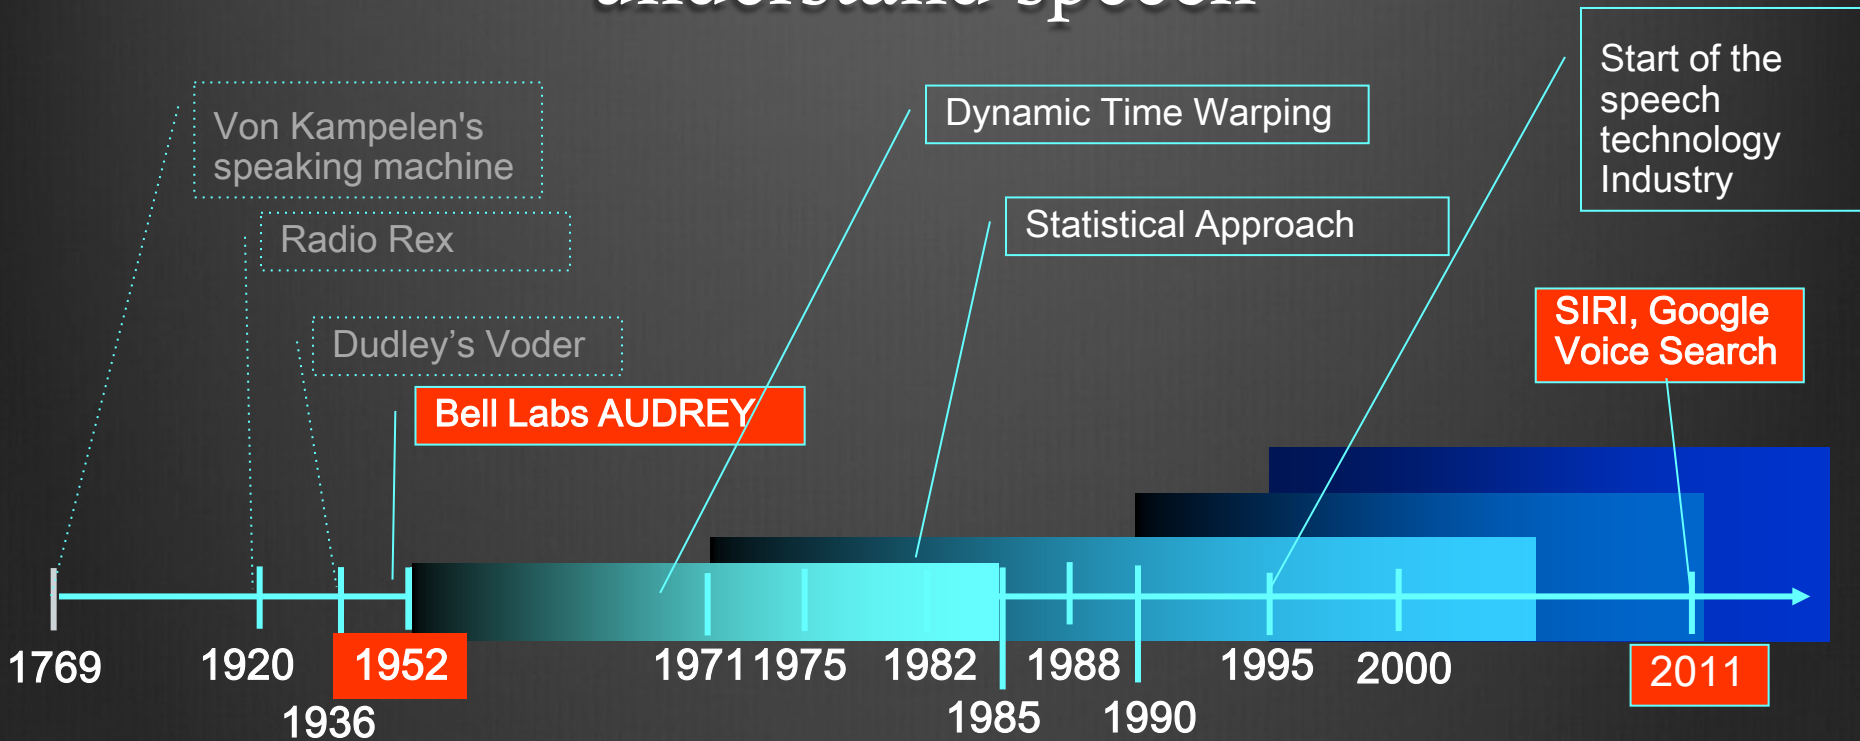 understand speech
Von Kampelen's
speaking machine
Radio Rex
Dudley’s Voder
Bell Labs AUDREY
Dynamic Time Warping
Statistical Approach
Start of the
speech
technology
Industry
SIRI, Google
Voice Search
1769
1920
1936
1952
1971
1975
1982
1985
1988
1990
1995
2000
2011